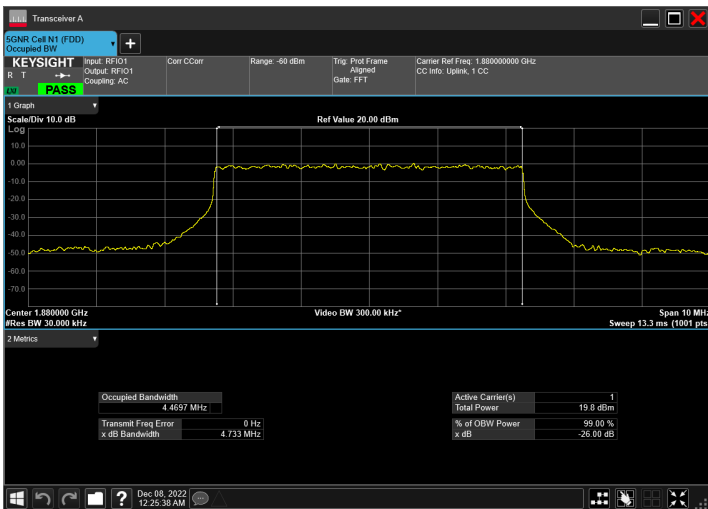 Transceiver A
5GNR Cell N1 (FDD)
Occupied BW
+
KEYSIGHT
R T
PASS
Input: RFIO1
Output: RFIO1
Coupling: AC
Corr CCorr
Range: -60 dBm
Trig: Prot Frame
Aligned
Gate: FFT
Carrier Ref Freq: 1.880000000 GHz
CC Info: Uplink, 1 CC
1 Graph
Scale/Div 10.0 dB
Ref Value 20.00 dBm
Log
10.0
0.00
-10.0
-20.0
-30.0
-40.0
-50.0
-60.0
-70.0
Center 1.880000 GHz
Video BW 300.00 kHz*
Span 10 MHz
#Res BW 30.000 kHz
Sweep 13.3 ms (1001 pts
2 Metrics
Occupied Bandwidth
4.4697 MHz
Transmit Freq Error 0 Hz
x dB Bandwidth 4.733 MHz
Active Carrier(s) 1
Total Power 19.8 dBm
% of OBW Power 99.00 %
x dB -26.00 dB
?
Dec 08, 2022
12:25:38 AM